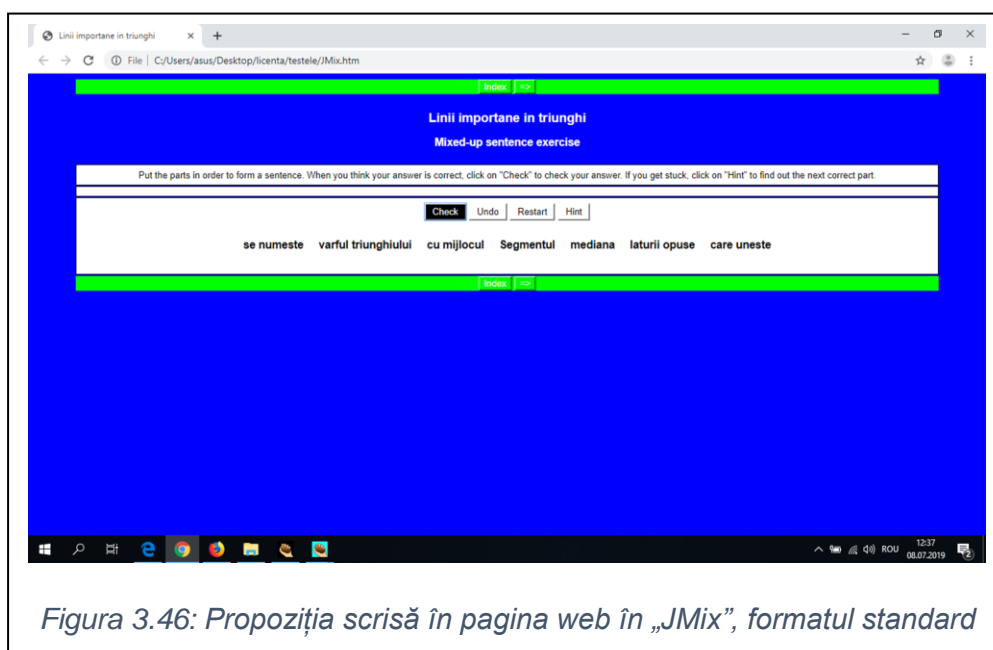 Linii importane in triunghi
File | C:/Users/asus/Desktop/licenta/testele/JMix.htm
Index =>
Linii importane in triunghi
Mixed-up sentence exercise
Put the parts in order to form a sentence. When you think your answer is correct, click on "Check" to check your answer. If you get stuck, click on "Hint" to find out the next correct part.
Check Undo Restart Hint
se numeste varful triunghiului cu mijlocul Segmentul mediana laturii opuse care uneste
Index =>
ROU 12:37
08.07.2019 2
Figura 3.46: Propoziția scrisă în pagina web în „JMix”, formatul standard